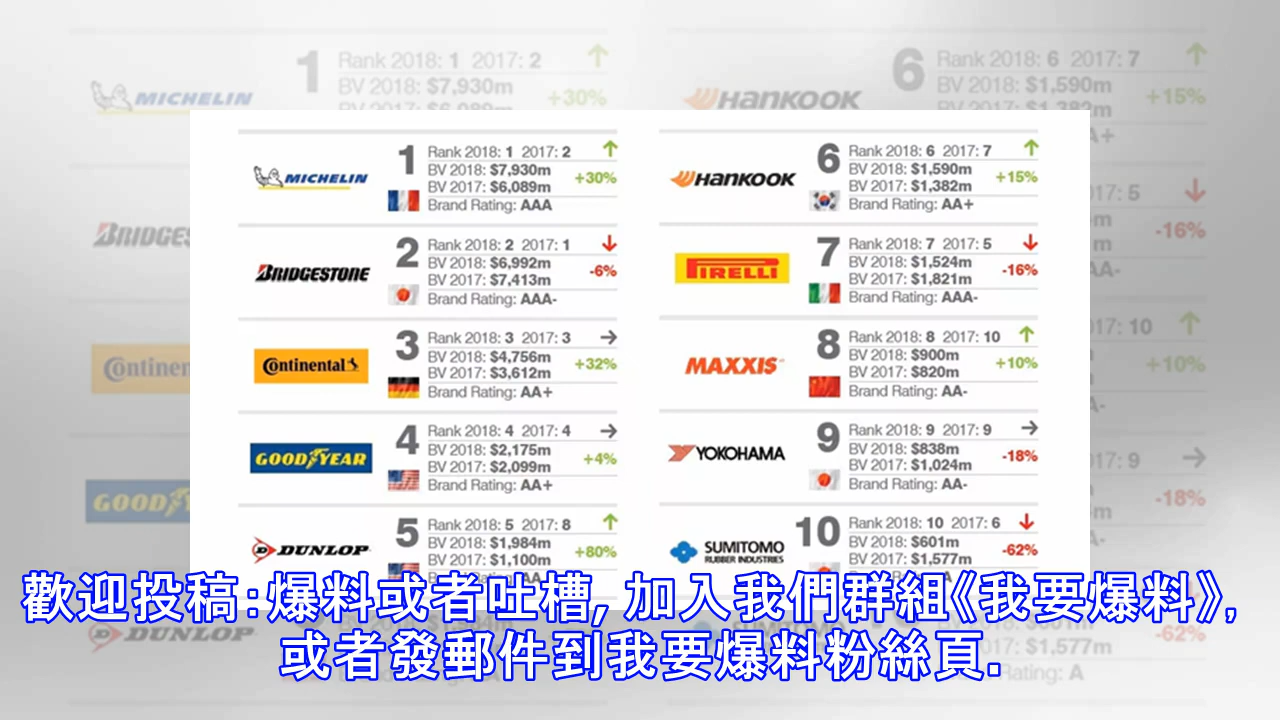 MICHELIN
1
Rank 2018: 1 2017: 2
BV 2018: $7,930m
BV 2017: $6,089m
+30%
Brand Rating: AAA
BRIDGESTONE
2
Rank 2018: 2 2017: 1
BV 2018: $6,992m
BV 2017: $7,413m
-6%
Brand Rating: AAA-
Continental
3
Rank 2018: 3 2017: 3
BV 2018: $4,756m
BV 2017: $3,612m
+32%
Brand Rating: AA+
GOODYEAR
4
Rank 2018: 4 2017: 4
BV 2018: $2,175m
BV 2017: $2,099m
+4%
Brand Rating: AA+
DUNLOP
5
Rank 2018: 5 2017: 8
BV 2018: $1,984m
BV 2017: $1,100m
+80%
HANKOOK
6
Rank 2018: 6 2017: 7
BV 2018: $1,590m
BV 2017: $1,382m
+15%
Brand Rating: AA+
PIRELLI
7
Rank 2018: 7 2017: 5
BV 2018: $1,524m
BV 2017: $1,821m
-16%
Brand Rating: AAA-
MAXXIS
8
Rank 2018: 8 2017: 10
BV 2018: $900m
BV 2017: $820m
+10%
Brand Rating: AA-
YOKOHAMA
9
Rank 2018: 9 2017: 9
BV 2018: $838m
BV 2017: $1,024m
-18%
Brand Rating: AA-
SUMITOMO
RUBBER INDUSTRIES
10
Rank 2018: 10 2017: 6
BV 2018: $601m
BV 2017: $1,577m
-62%
歡迎投稿:爆料或者吐槽, 加入我們群組《我要爆料》,
或者發郵件到我要爆料粉絲頁.